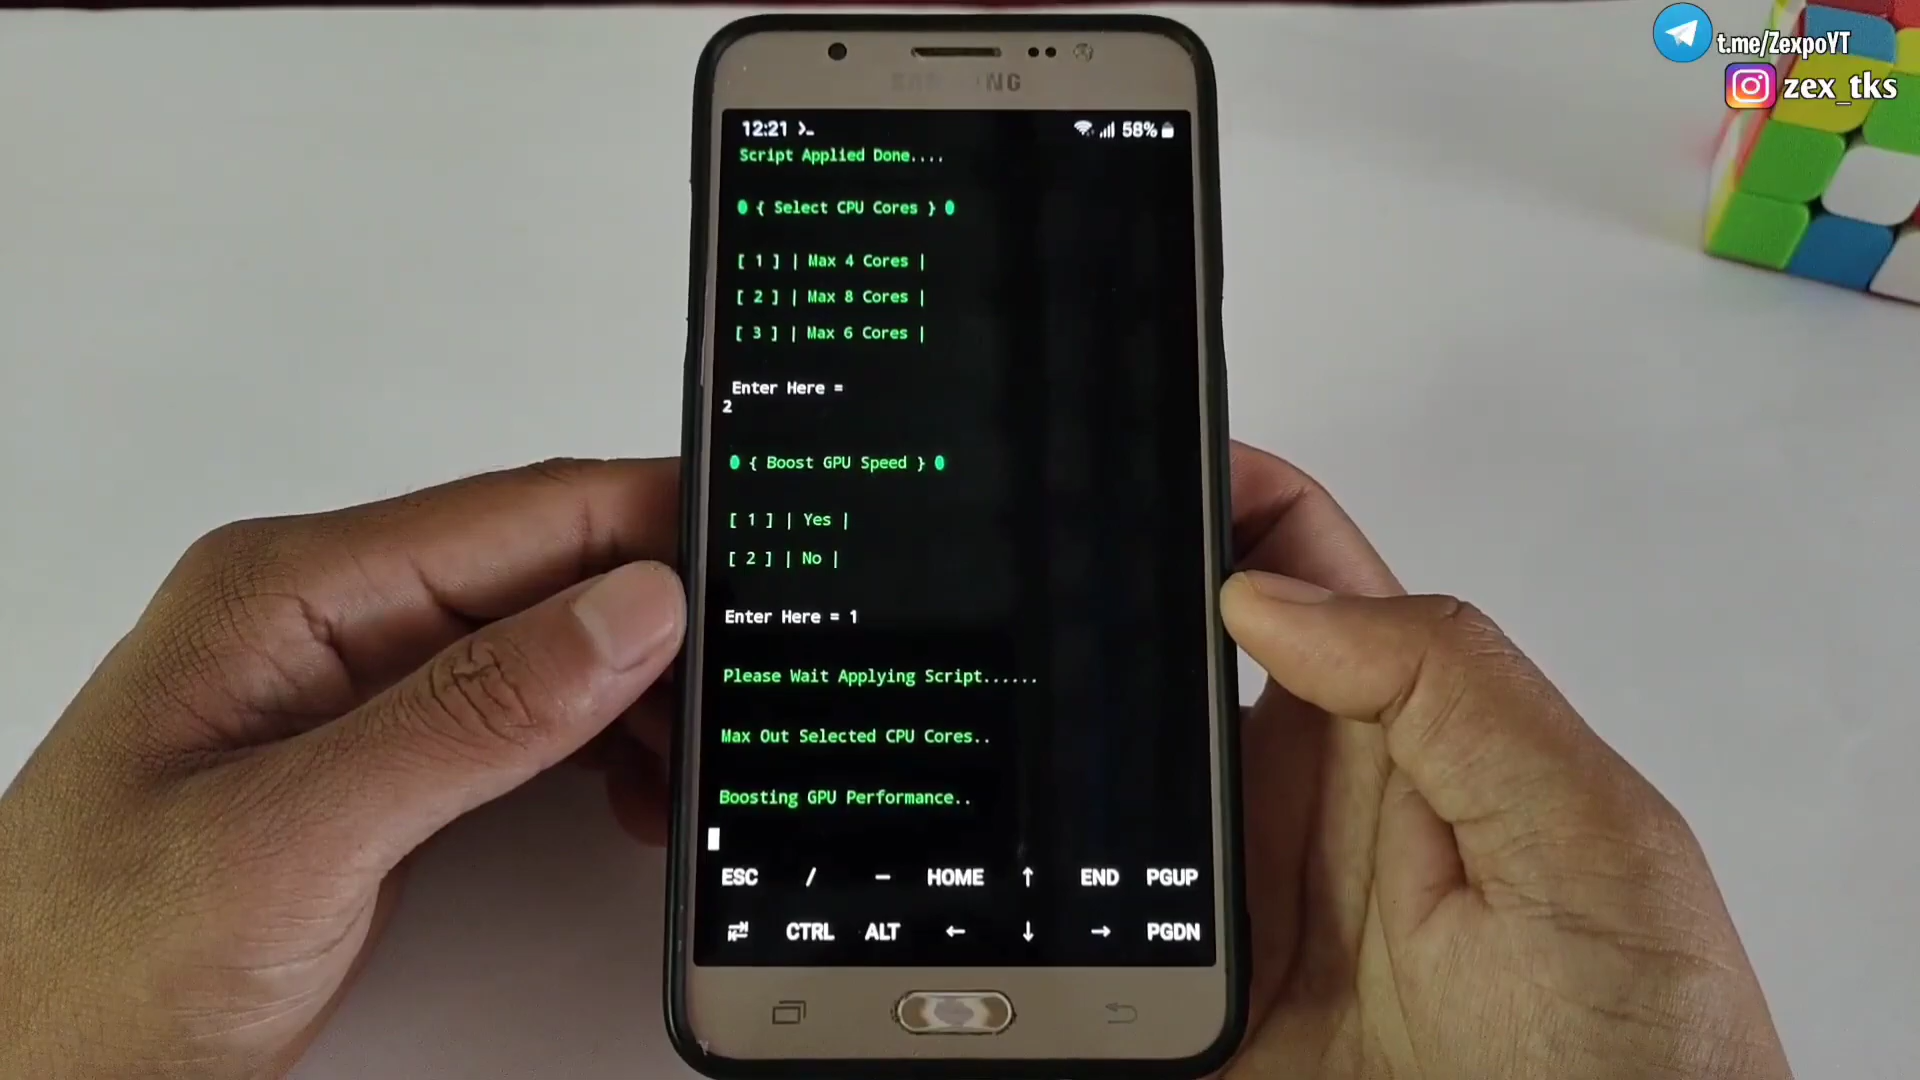 t.me/ZexpoYT
zex_tks
SAMSUNG
12:21 58%
Script Applied Done....
{ Select CPU Cores }
[ 1 ] | Max 4 Cores |
[ 2 ] | Max 8 Cores |
[ 3 ] | Max 6 Cores |
Enter Here =
2
{ Boost GPU Speed }
[ 1 ] | Yes |
[ 2 ] | No |
Enter Here = 1
Please Wait Applying Script......
Max Out Selected CPU Cores..
Boosting GPU Performance..
ESC / — HOME ↑ END PGUP
CTRL ALT ← ↓ → PGDN